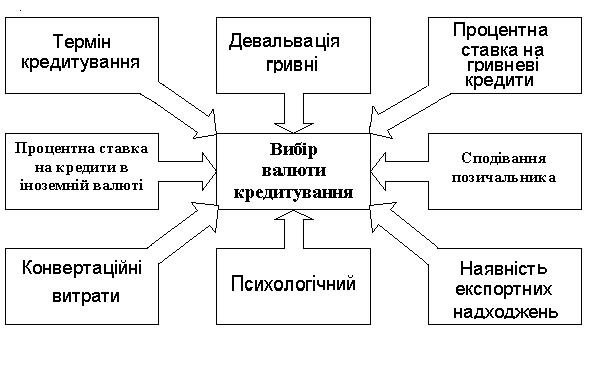 Термін
кредитування
Девальвація
гривні
Процентна
ставка на
гривневі
кредити
Процентна ставка
на кредити в
іноземній валюті
Вибір
валюти
кредитування
Сподівання
позичальника
Конвертаційні
витрати
Психологічний
Наявність
експортних
надходжень